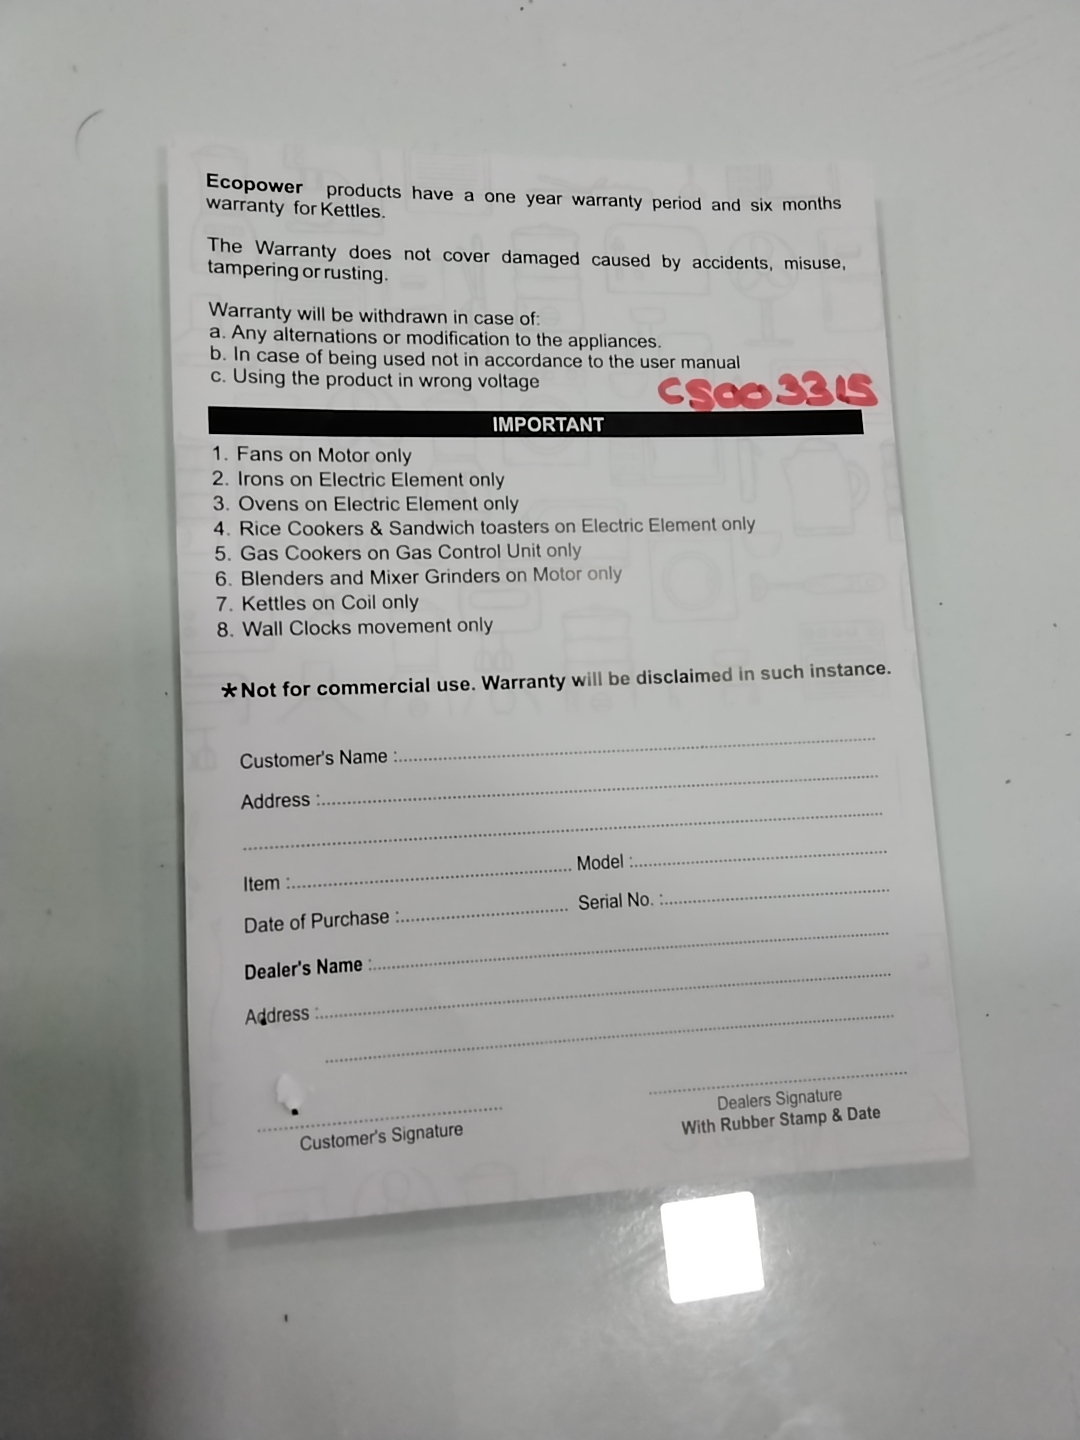 Ecopower products have a one year warranty period and six months
warranty for Kettles.
The Warranty does not cover damaged caused by accidents, misuse,
tampering or rusting.
Warranty will be withdrawn in case of:
a. Any alternations or modification to the appliances.
b. In case of being used not in accordance to the user manual
c. Using the product in wrong voltage
CS003315
IMPORTANT
1. Fans on Motor only
2. Irons on Electric Element only
3. Ovens on Electric Element only
4. Rice Cookers & Sandwich toasters on Electric Element only
5. Gas Cookers on Gas Control Unit only
6. Blenders and Mixer Grinders on Motor only
7. Kettles on Coil only
8. Wall Clocks movement only
*Not for commercial use. Warranty will be disclaimed in such instance.
Customer's Name :
Address :
Item : Model :
Date of Purchase : Serial No. :
Dealer's Name :
Address :
Customer's Signature
Dealers Signature
With Rubber Stamp & Date